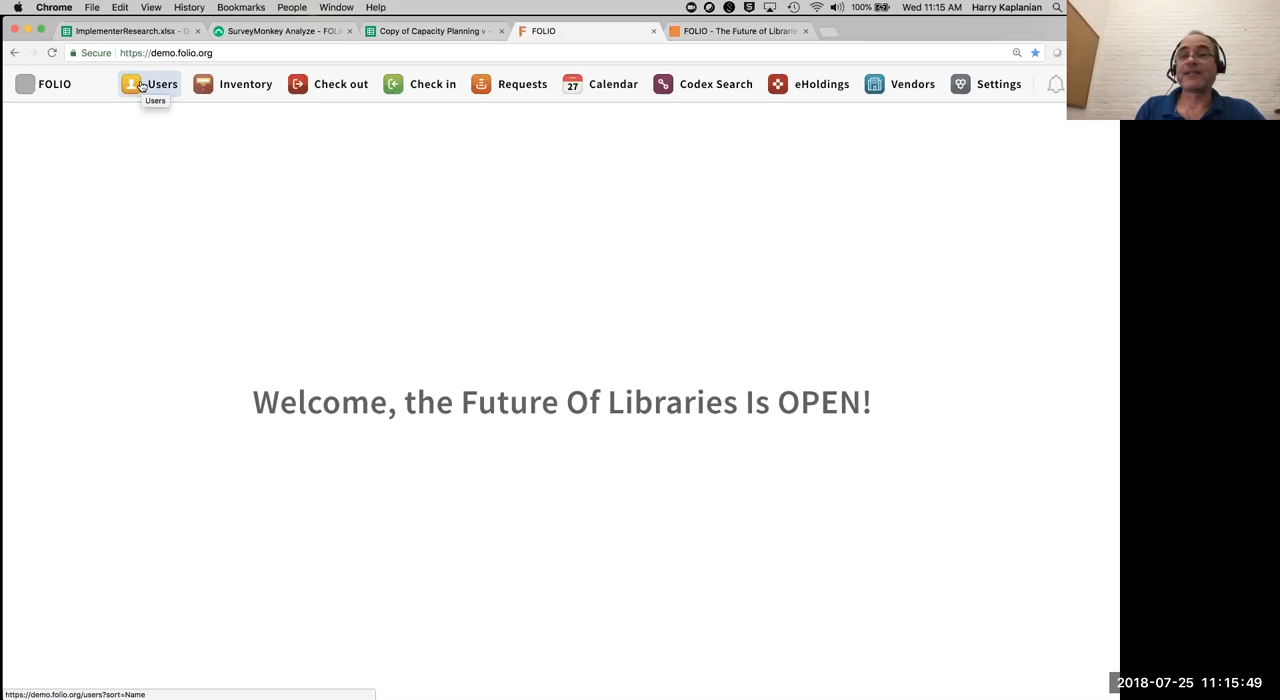 Chrome File Edit View History Bookmarks People Window Help 100% Wed 11:15 AM Harry Kaplanian
ImplementerResearch.xlsx - G × SurveyMonkey Analyze - FOLI × Copy of Capacity Planning v - × FOLIO × FOLIO - The Future of Librarie ×
Secure https://demo.folio.org
FOLIO Users Inventory Check out Check in Requests 27 Calendar Codex Search eHoldings Vendors Settings
Users
Welcome, the Future Of Libraries Is OPEN!
https://demo.folio.org/users?sort=Name
2018-07-25 11:15:49